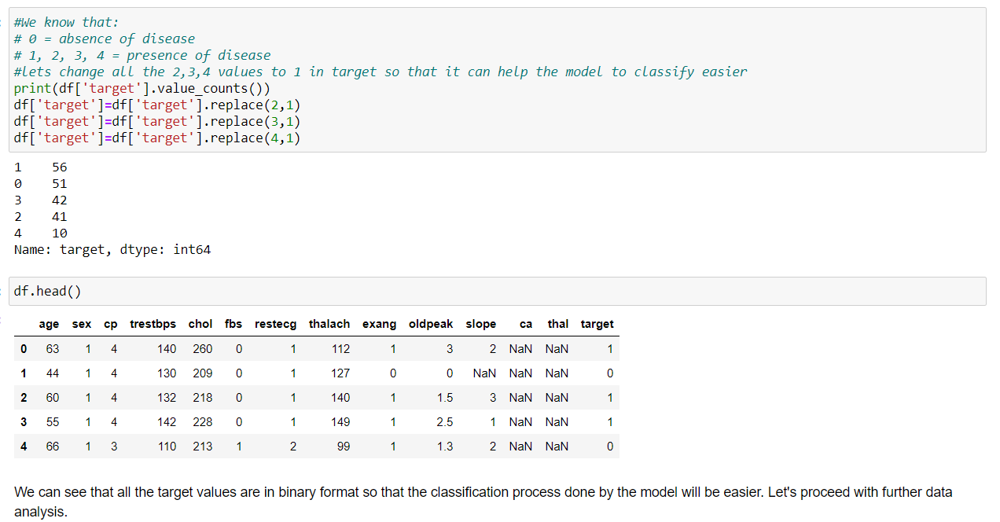 #We know that:
# 0 = absence of disease
# 1, 2, 3, 4 = presence of disease
#lets change all the 2,3,4 values to 1 in target so that it can help the model to classify easier
print(df['target'].value_counts())
df['target']=df['target'].replace(2,1)
df['target']=df['target'].replace(3,1)
df['target']=df['target'].replace(4,1)
1 56
0 51
3 42
2 41
4 10
Name: target, dtype: int64
df.head()
age sex cp trestbps chol fbs restecg thalach exang oldpeak slope ca thal target
0 63 1 4 140 260 0 1 112 1 3 2 NaN NaN 1
1 44 1 4 130 209 0 1 127 0 0 NaN NaN NaN 0
2 60 1 4 132 218 0 1 140 1 1.5 3 NaN NaN 1
3 55 1 4 142 228 0 1 149 1 2.5 1 NaN NaN 1
4 66 1 3 110 213 1 2 99 1 1.3 2 NaN NaN 0
We can see that all the target values are in binary format so that the classification process done by the model will be easier. Let's proceed with further data
analysis.